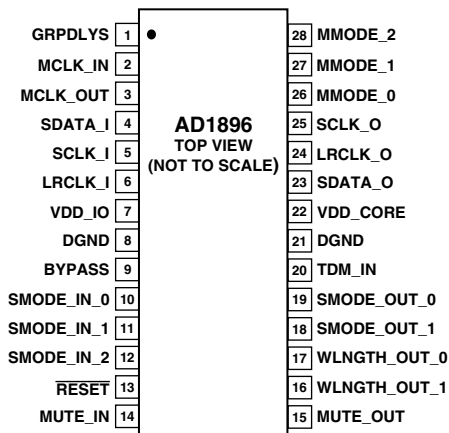 GRPDLYS 1
MCLK_IN 2
MCLK_OUT 3
SDATA_I 4
SCLK_I 5
LRCLK_I 6
VDD_IO 7
DGND 8
BYPASS 9
SMODE_IN_0 10
SMODE_IN_1 11
SMODE_IN_2 12
RESET 13
MUTE_IN 14
AD1896
TOP VIEW
(NOT TO SCALE)
28 MMODE_2
27 MMODE_1
26 MMODE_0
25 SCLK_O
24 LRCLK_O
23 SDATA_O
22 VDD_CORE
21 DGND
20 TDM_IN
19 SMODE_OUT_0
18 SMODE_OUT_1
17 WLNGTH_OUT_0
16 WLNGTH_OUT_1
15 MUTE_OUT